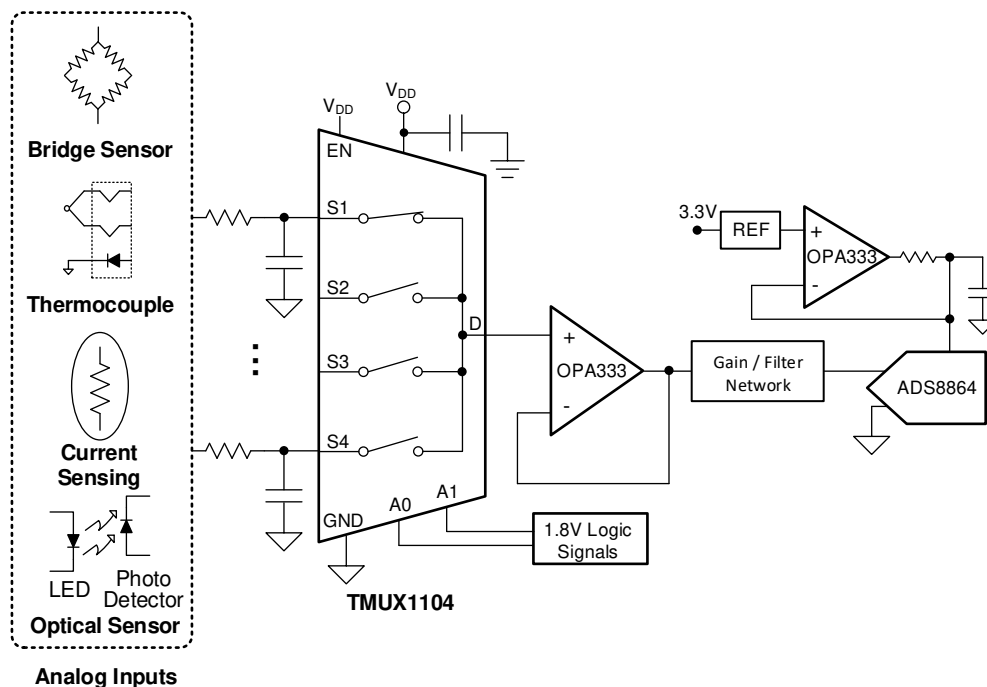 Bridge Sensor
Thermocouple
Current
Sensing
LED
Photo
Detector
Optical Sensor
Analog Inputs
VDD
VDD
EN
S1
S2
S3
S4
D
GND
A0
A1
TMUX1104
1.8V Logic
Signals
+
OPA333
-
Gain / Filter
Network
3.3V
REF
+
OPA333
-
ADS8864